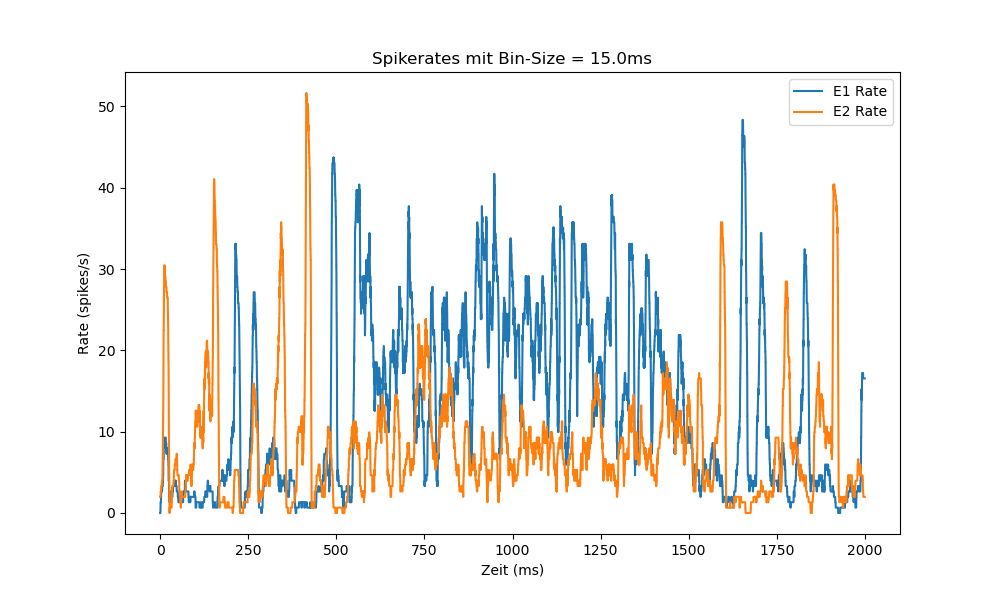 Spikerates mit Bin-Size = 15.0ms
E1 Rate
E2 Rate
50
40
30
20
10
0
Rate (spikes/s)
0 250 500 750 1000 1250 1500 1750 2000
Zeit (ms)